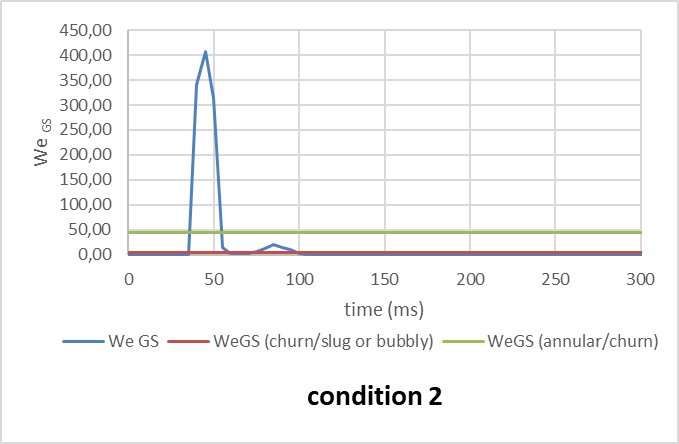 450,00
400,00
350,00
300,00
250,00
200,00
150,00
100,00
50,00
0,00
We GS
0 50 100 150 200 250 300
time (ms)
We GS WeGS (churn/slug or bubbly) WeGS (annular/churn)
condition 2